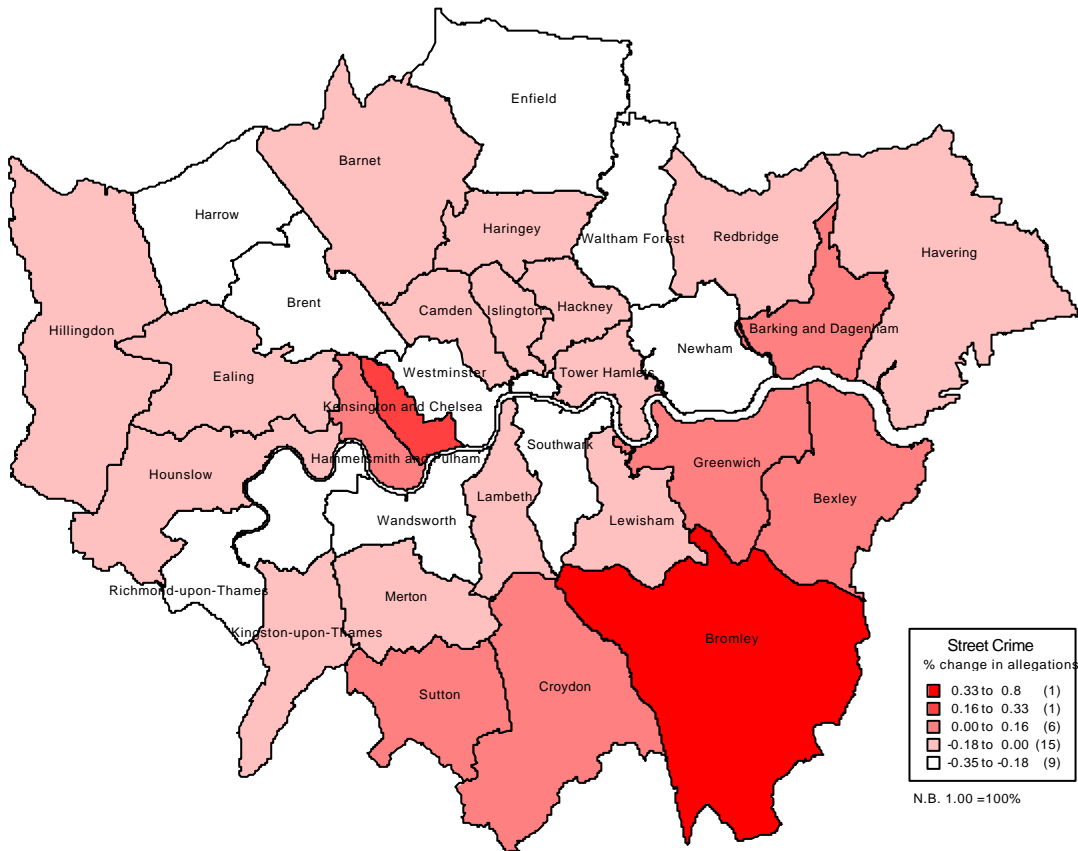 Enfield
Barnet
Harrow
Haringey
Waltham Forest
Redbridge
Havering
Brent
Camden
Islington
Hackney
Hillingdon
Barking and Dagenham
Newham
Ealing
Westminster
Tower Hamlets
Kensington and Chelsea
Southwark
Hammersmith and Fulham
Greenwich
Hounslow
Lambeth
Bexley
Wandsworth
Lewisham
Richmond-upon-Thames
Merton
Kingston-upon-Thames
Bromley
Croydon
Sutton
Street Crime
% change in allegations
0.33 to 0.8 (1)
0.16 to 0.33 (1)
0.00 to 0.16 (6)
-0.18 to 0.00 (15)
-0.35 to -0.18 (9)
N.B. 1.00 =100%